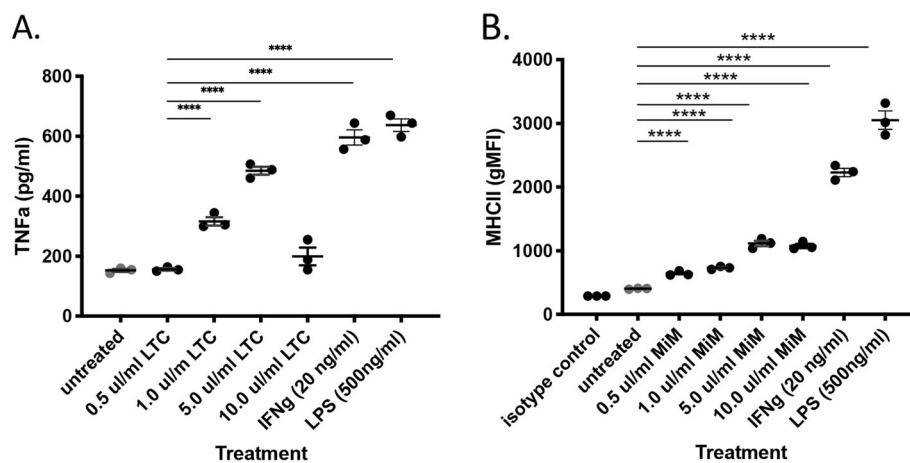 A.
****
****
****
****
TNFa (pg/ml)
800
600
400
200
0
untreated
0.5 ul/ml LTC
1.0 ul/m LTC
5.0 ul/ml LTC
10.0 ul/ml LTC
IFNg (20 ng/ml)
LPS (500ng/ml)
Treatment
B.
****
****
****
****
****
****
MHCII (gMFI)
4000
3000
2000
1000
0
isotype control
untreated
0.5 ul/ml MiM
1.0 ul/m MiM
5.0 ul/ml MiM
10.0 ul/ml MiM
IFNg (20 ng/ml)
LPS (500ng/ml)
Treatment